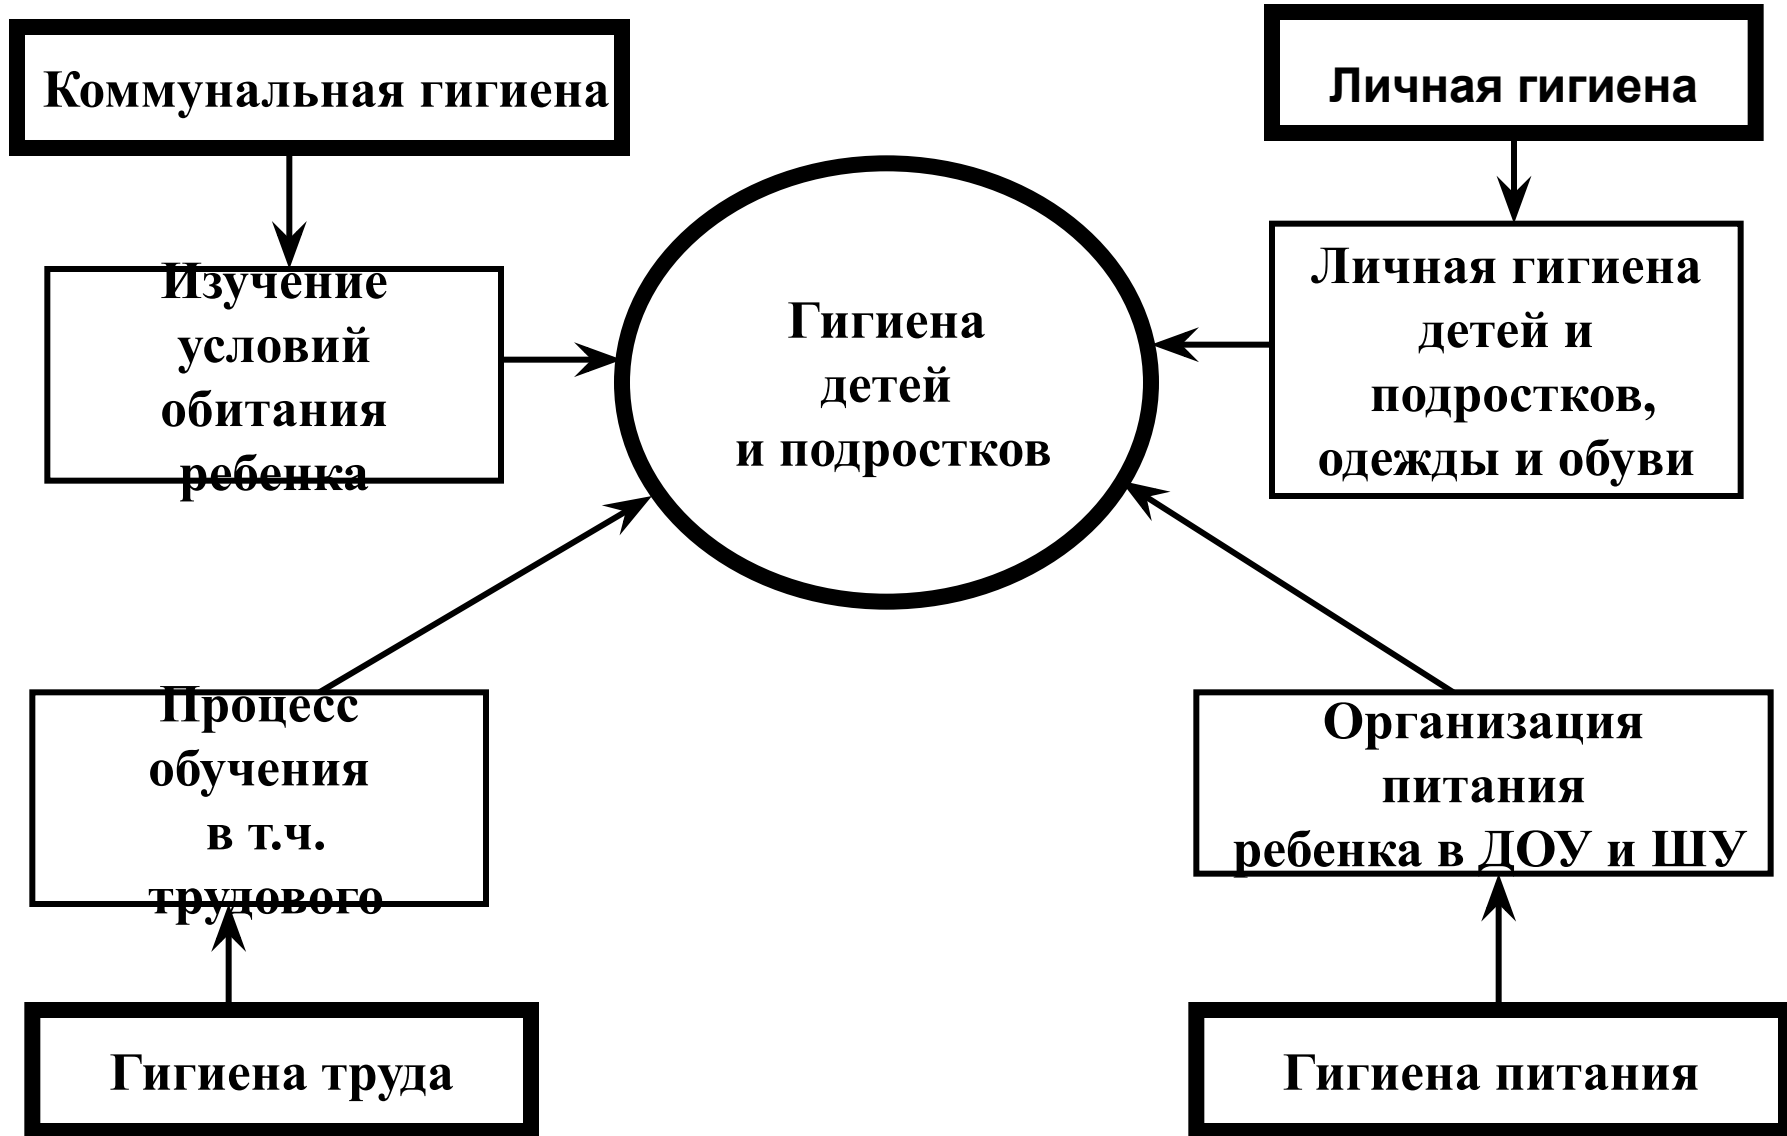 Коммунальная гигиена
Личная гигиена
Изучение
условий
обитания
ребенка
Гигиена
детей
и подростков
Личная гигиена
детей и
подростков,
одежды и обуви
Процесс
обучения
в т.ч.
трудового
Организация
питания
ребенка в ДОУ и ШУ
Гигиена труда
Гигиена питания